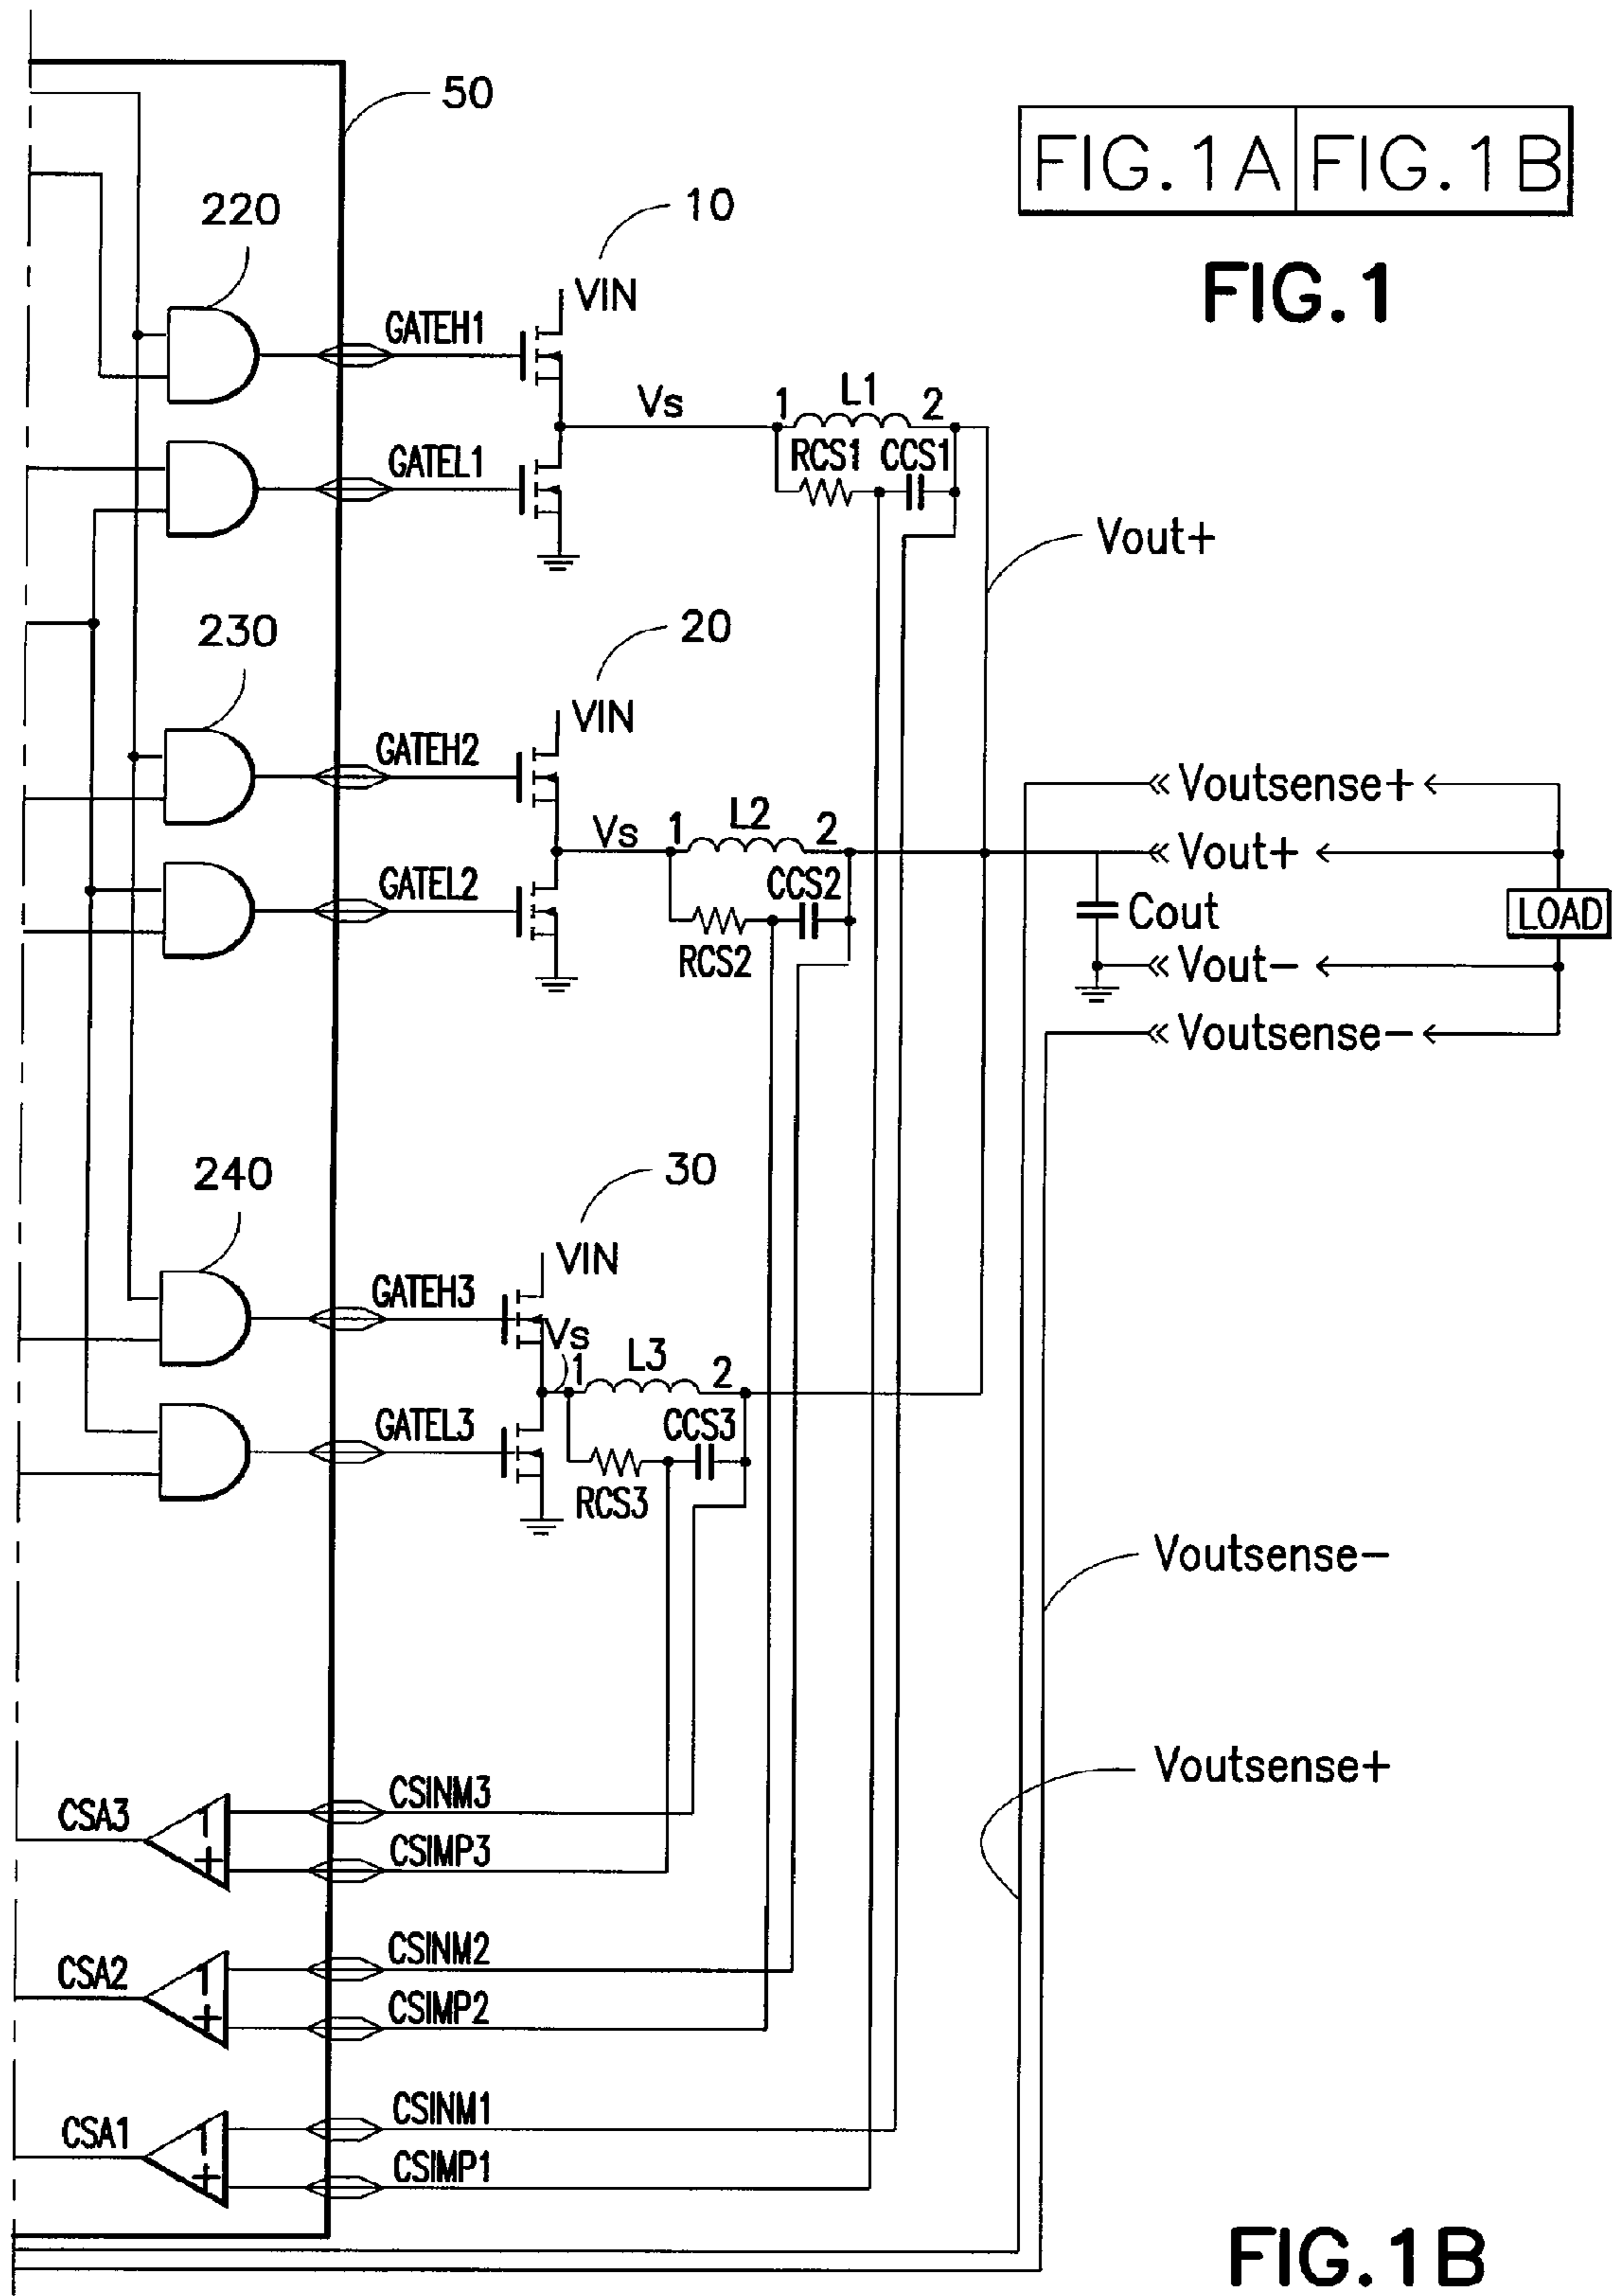 50
FIG.1A FIG.1B
FIG.1
220
10
VIN
GATEH1
Vs
1 L1 2
RCS1 CCS1
GATEL1
Vout+
230
20
VIN
GATEH2
Voutsense+
Vs 1 L2 2
Vout+
GATEL2
CCS2
Cout
LOAD
RCS2
Vout-
Voutsense-
240
30
VIN
GATEH3
Vs
1 L3 2
GATEL3
CCS3
RCS3
Voutsense-
Voutsense+
CSA3
- CSINM3
+ CSIMP3
CSA2
- CSINM2
+ CSIMP2
CSA1
- CSINM1
+ CSIMP1
FIG.1B